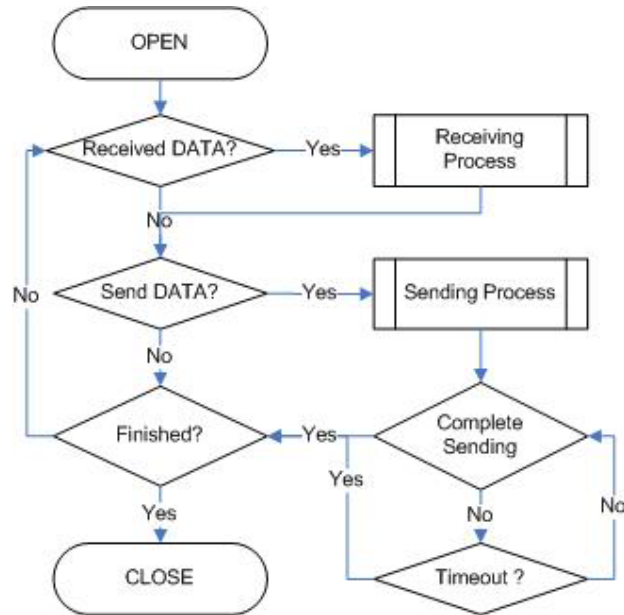 OPEN
Received DATA?
Yes
Receiving
Process
No
Send DATA?
Yes
Sending Process
No
No
Finished?
Yes
Complete
Sending
Yes
No
No
Yes
CLOSE
Timeout ?